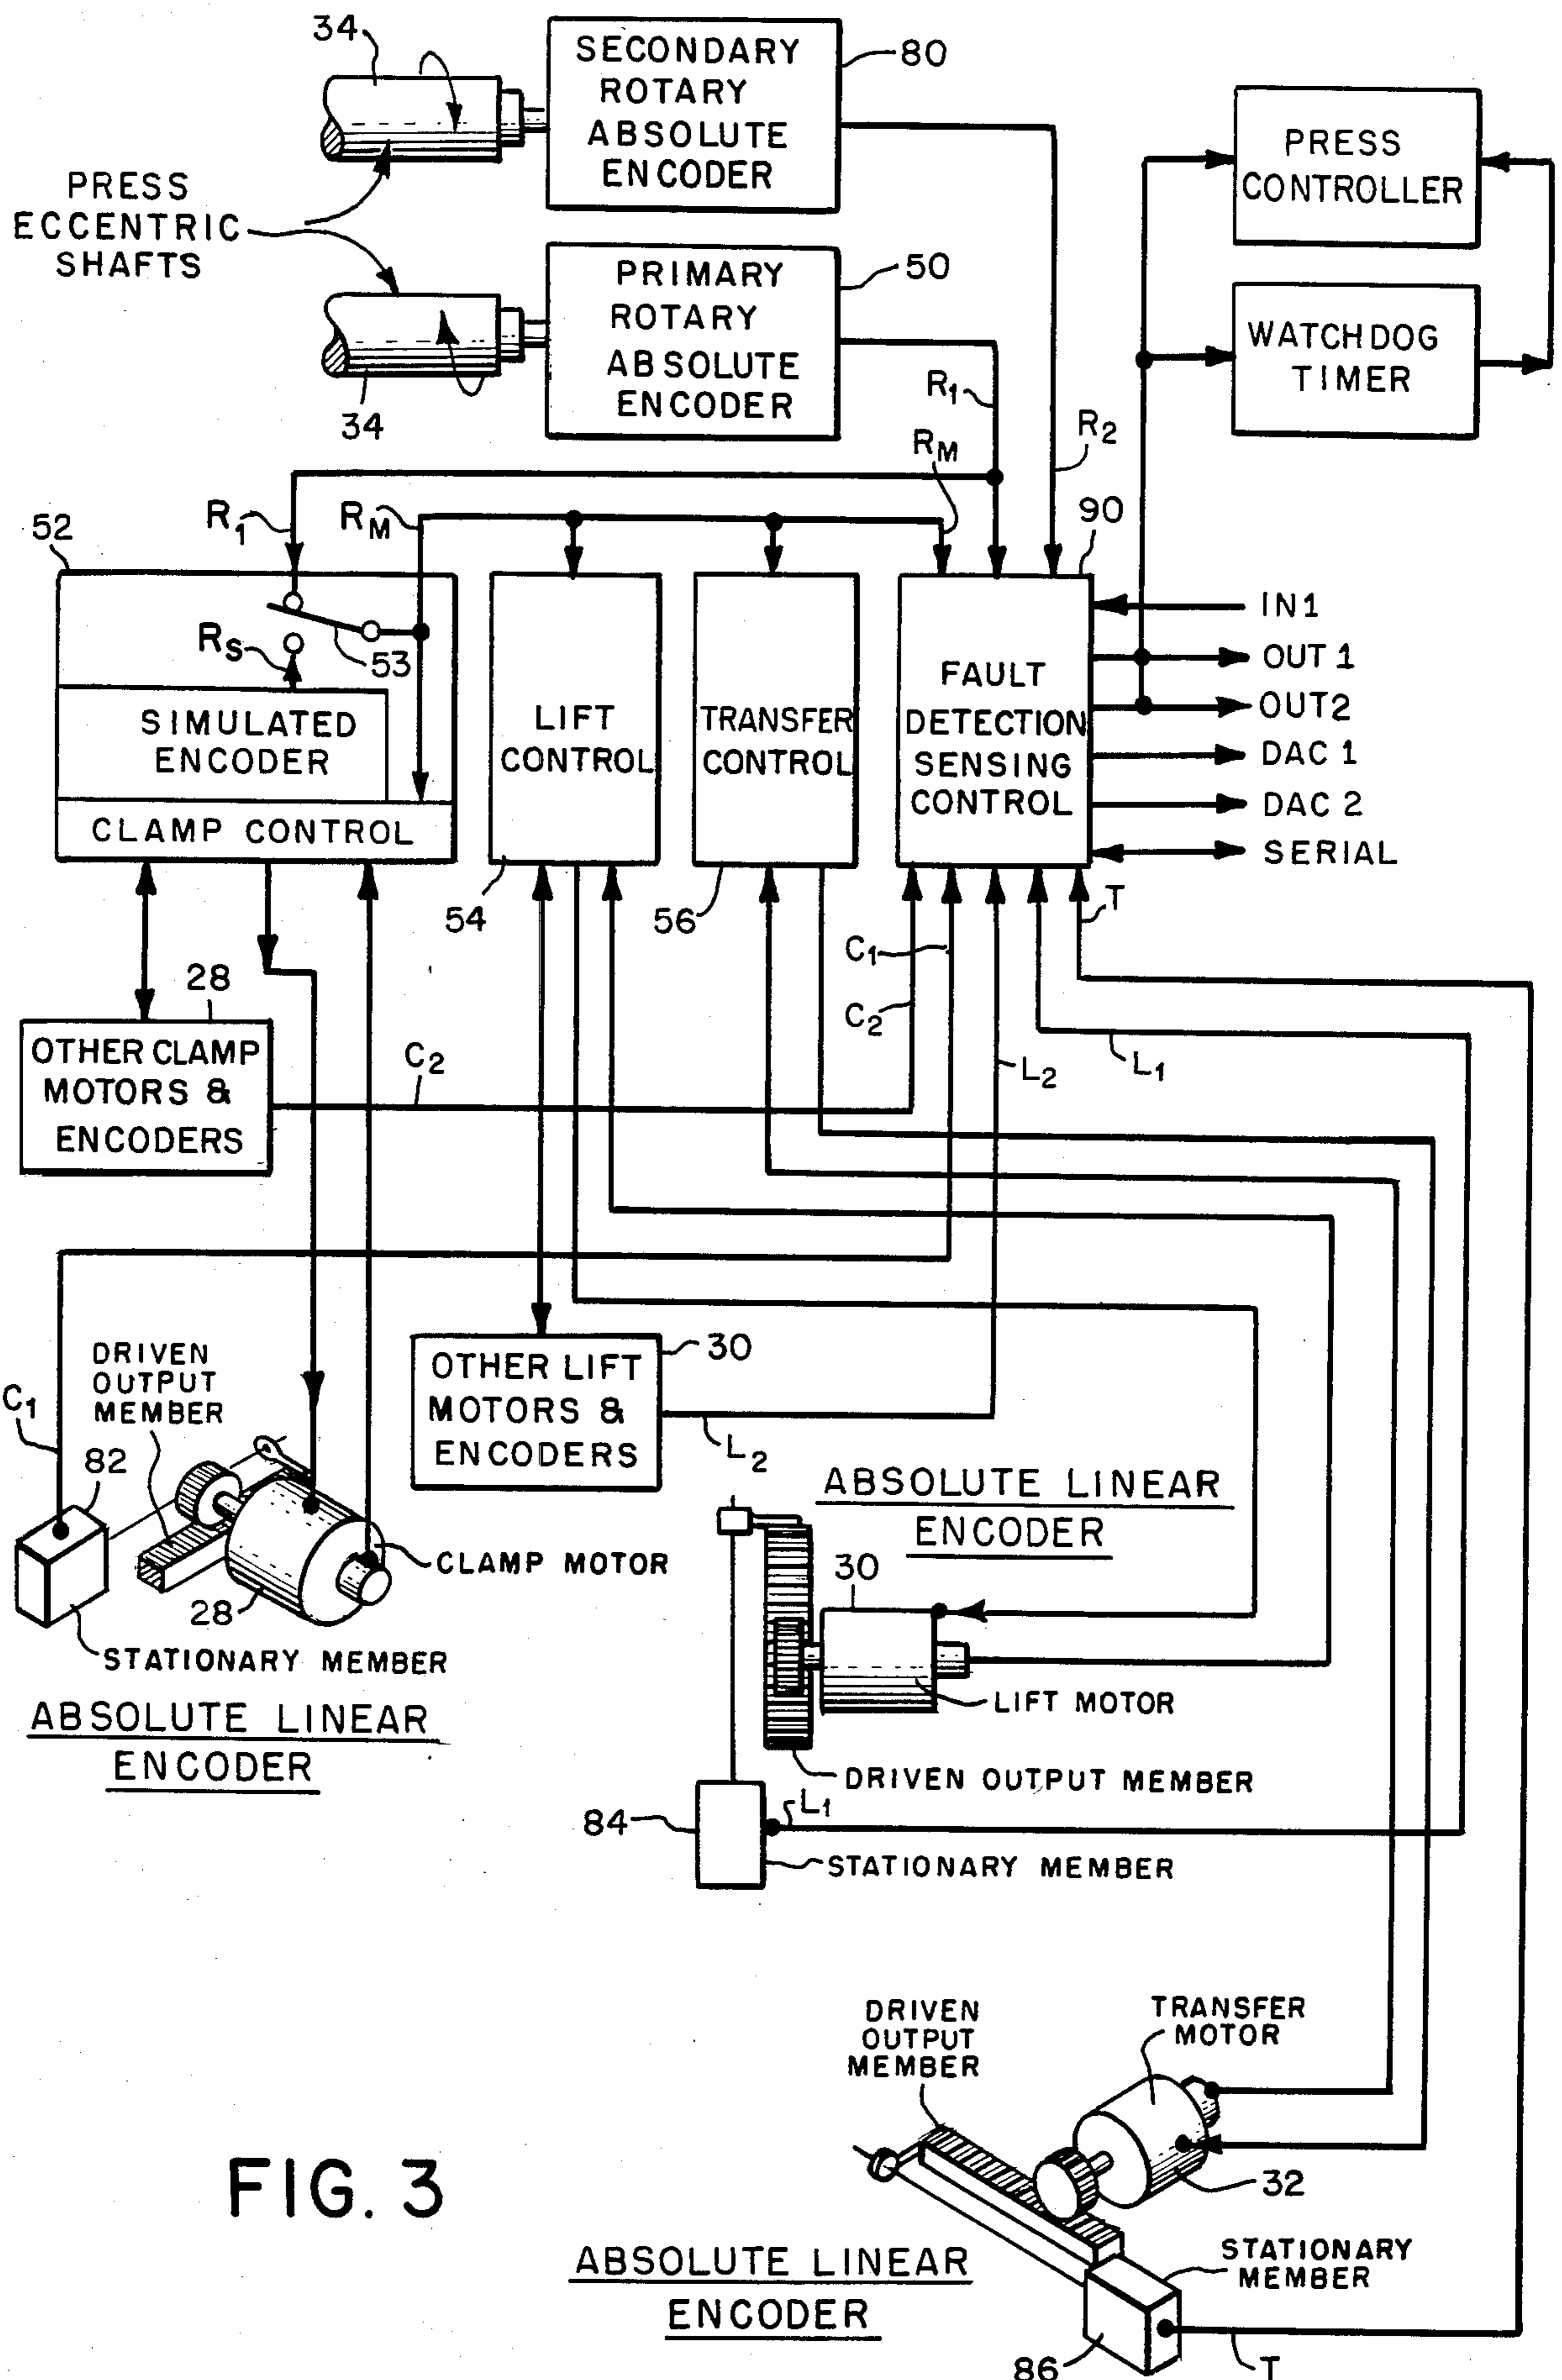 34
SECONDARY
ROTARY
ABSOLUTE
ENCODER
80
PRESS
ECCENTRIC
SHAFTS
PRIMARY
ROTARY
ABSOLUTE
ENCODER
50
34
PRESS
CONTROLLER
WATCHDOG
TIMER
R1
RM
R2
R1
RM
52
90
RS
53
SIMULATED
ENCODER
CLAMP CONTROL
LIFT
CONTROL
TRANSFER
CONTROL
FAULT
DETECTION
SENSING
CONTROL
IN1
OUT 1
OUT2
DAC 1
DAC 2
SERIAL
54
56
T
C1
C2
28
OTHER CLAMP
MOTORS &
ENCODERS
C2
L2
L1
DRIVEN
OUTPUT
MEMBER
C1
82
OTHER LIFT
MOTORS &
ENCODERS
30
L2
CLAMP MOTOR
28
STATIONARY MEMBER
ABSOLUTE LINEAR
ENCODER
ABSOLUTE LINEAR
ENCODER
30
LIFT MOTOR
DRIVEN OUTPUT MEMBER
84
L1
STATIONARY MEMBER
DRIVEN
OUTPUT
MEMBER
TRANSFER
MOTOR
32
FIG. 3
ABSOLUTE LINEAR
ENCODER
STATIONARY
MEMBER
86
T